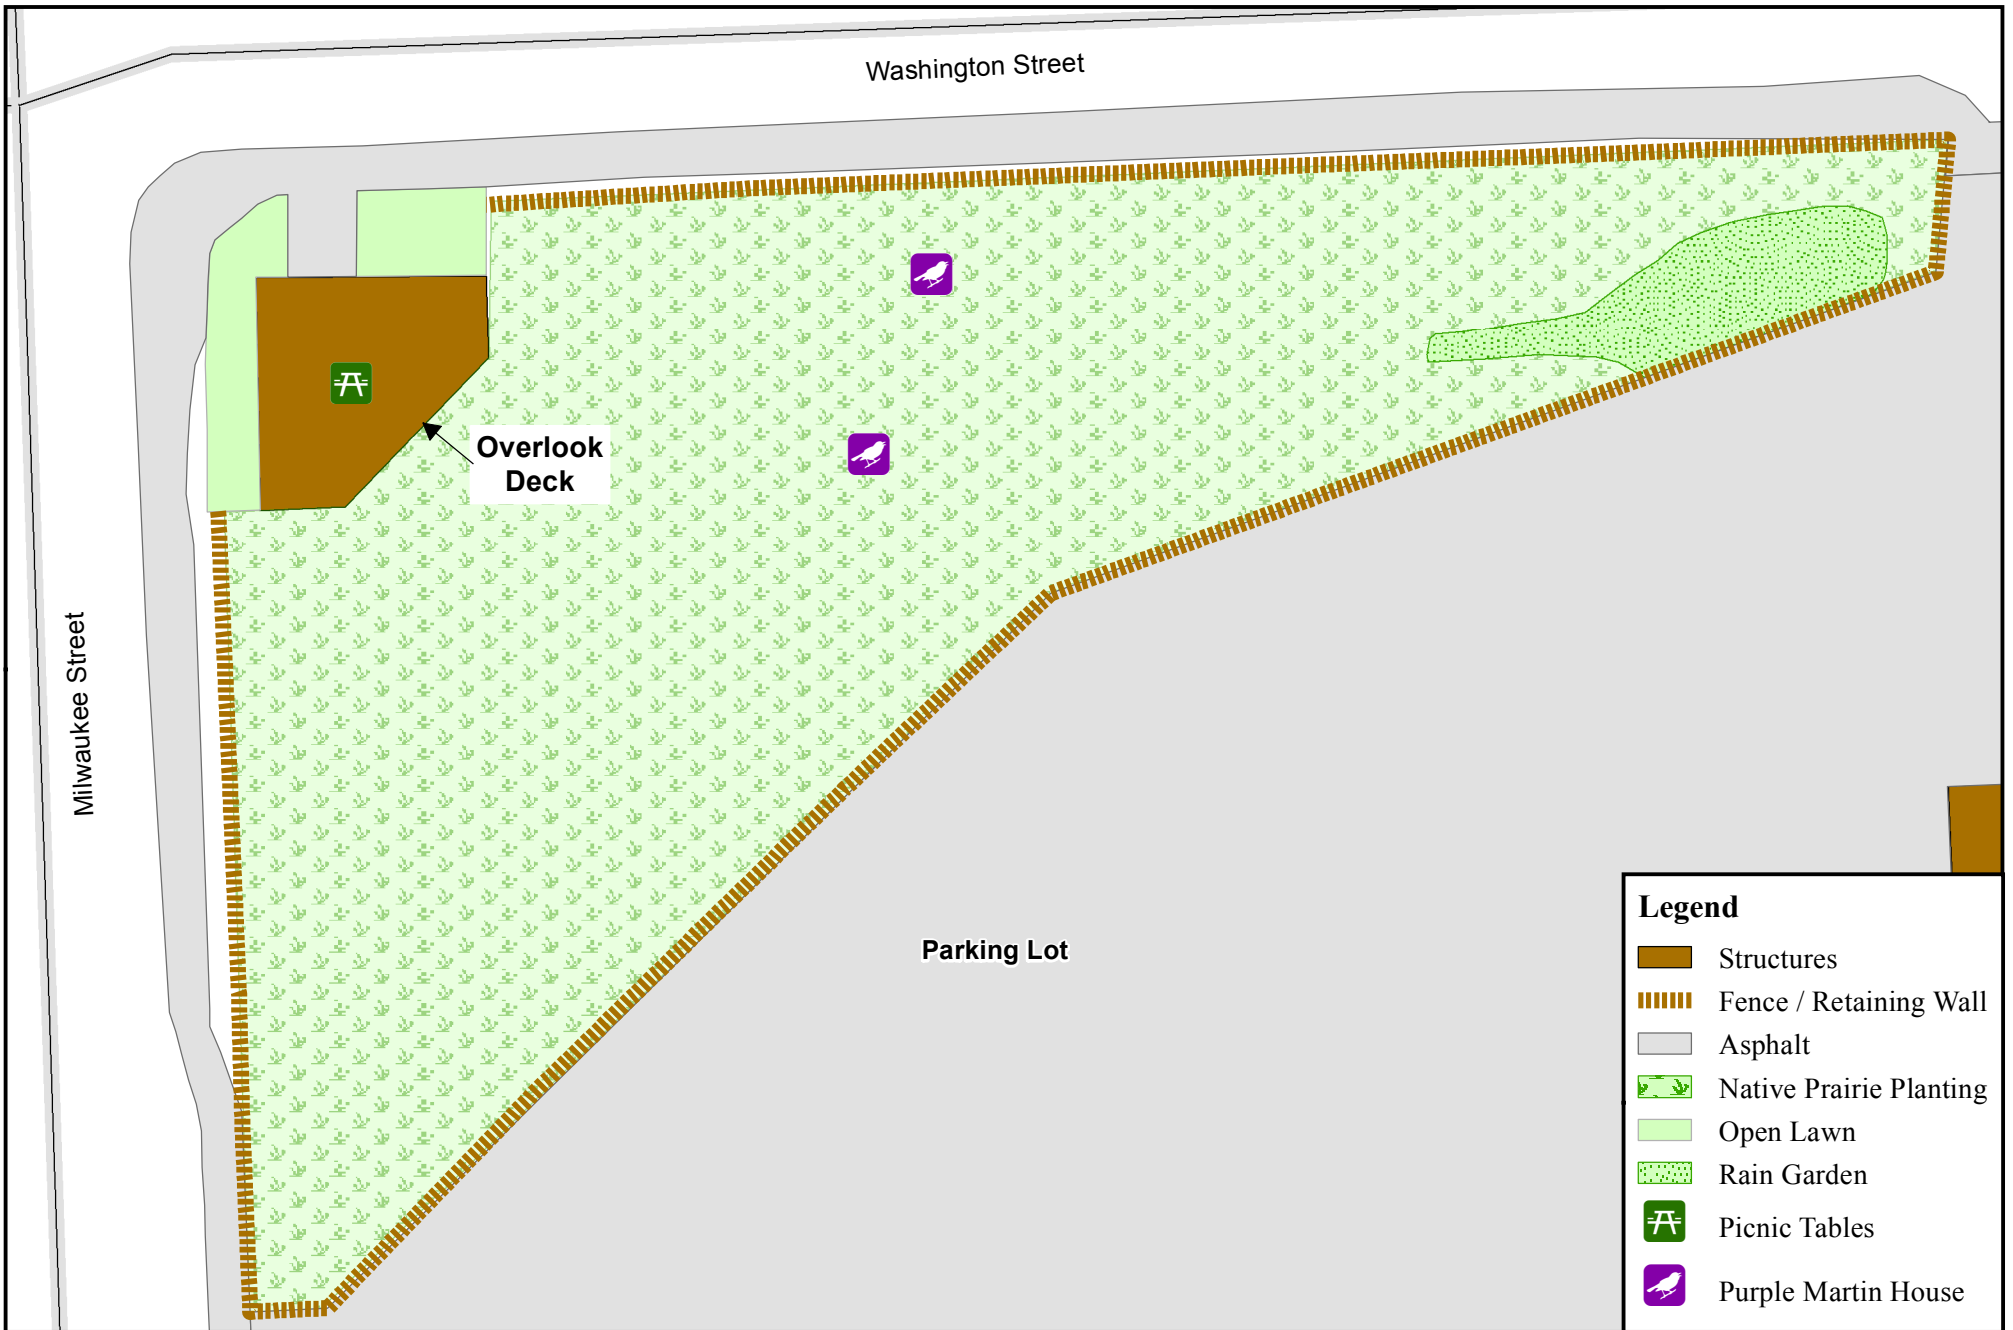 Washington Street
Overlook
Deck
Milwaukee Street
Parking Lot
Legend
Structures
Fence / Retaining Wall
Asphalt
Native Prairie Planting
Open Lawn
Rain Garden
Picnic Tables
Purple Martin House